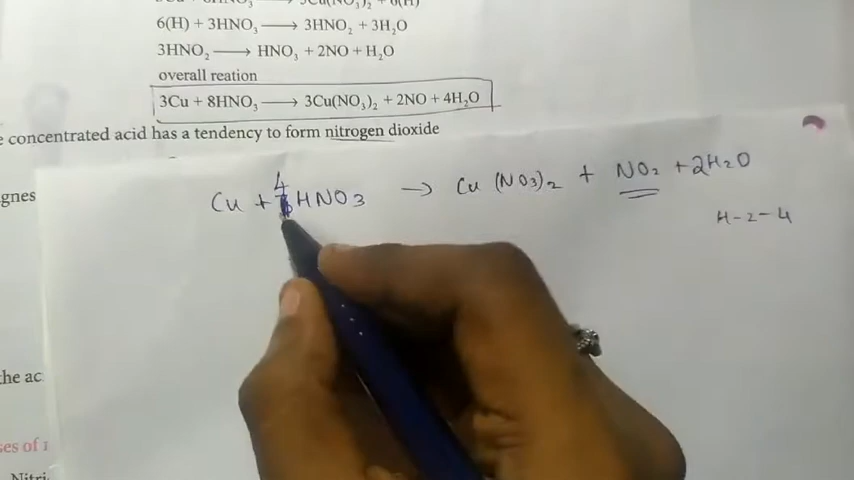 6(H) + 3HNO₃ ⟶ 3HNO₂ + 3H₂O
3HNO₂ ⟶ HNO₃ + 2NO + H₂O
overall reation
3Cu + 8HNO₃ ⟶ 3Cu(NO₃)₂ + 2NO + 4H₂O
concentrated acid has a tendency to form nitrogen dioxide
Cu + 4HNO₃ → Cu (NO₃)₂ + NO₂ + 2H₂O
H-2-4
the ac